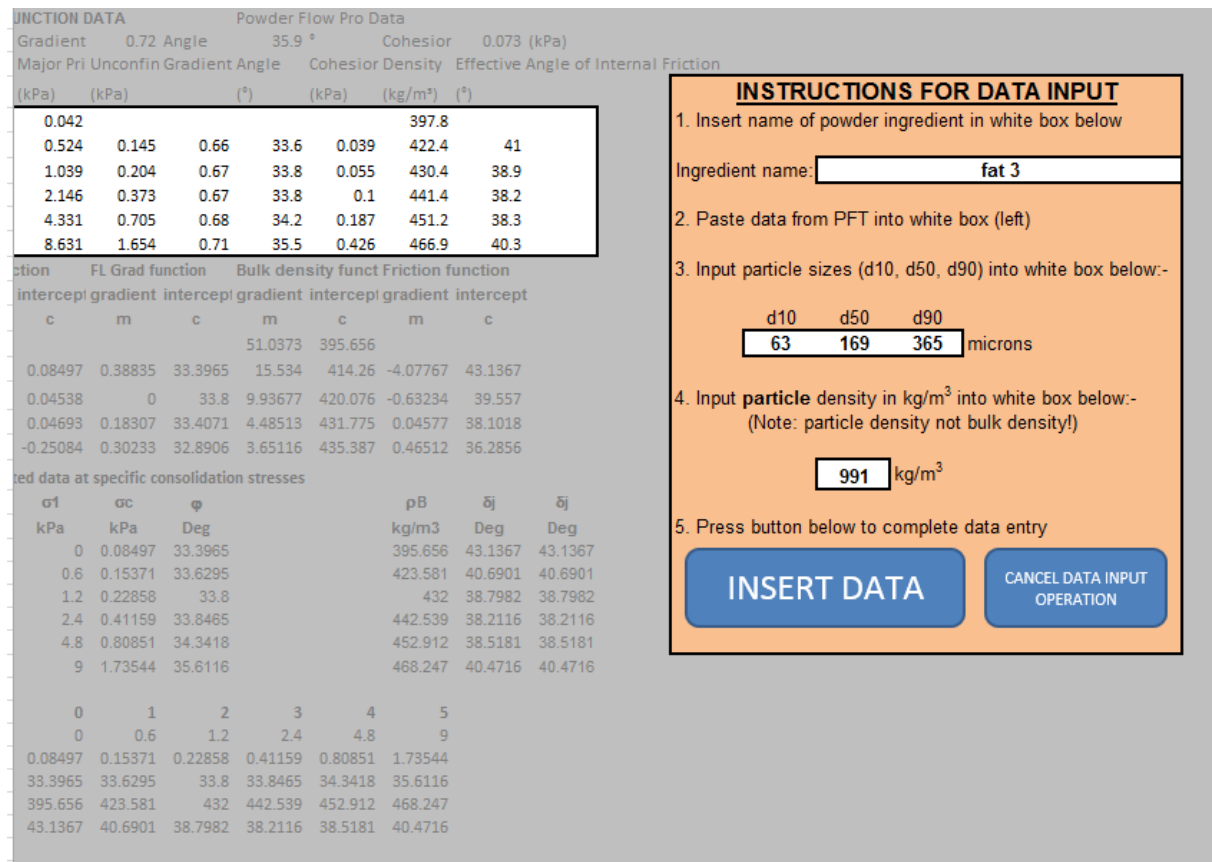 UNCTION DATA Powder Flow Pro Data
Gradient 0.72 Angle 35.9 ° Cohesior 0.073 (kPa)
Major Pri Unconfin Gradient Angle Cohesior Density Effective Angle of Internal Friction
(kPa) (kPa) (°) (kPa) (kg/m³) (°)
0.042 397.8
0.524 0.145 0.66 33.6 0.039 422.4 41
1.039 0.204 0.67 33.8 0.055 430.4 38.9
2.146 0.373 0.67 33.8 0.1 441.4 38.2
4.331 0.705 0.68 34.2 0.187 451.2 38.3
8.631 1.654 0.71 35.5 0.426 466.9 40.3
ction FL Grad function Bulk density funct Friction function
intercept gradient intercept gradient intercept gradient intercept
c m c m c m c
51.0373 395.656
0.08497 0.38835 33.3965 15.534 414.26 -4.07767 43.1367
0.04538 0 33.8 9.93677 420.076 -0.63234 39.557
0.04693 0.18307 33.4071 4.48513 431.775 0.04577 38.1018
-0.25084 0.30233 32.8906 3.65116 435.387 0.46512 36.2856
ted data at specific consolidation stresses
σ1 σc φ ρB δj δj
kPa kPa Deg kg/m3 Deg Deg
0 0.08497 33.3965 395.656 43.1367 43.1367
0.6 0.15371 33.6295 423.581 40.6901 40.6901
1.2 0.22858 33.8 432 38.7982 38.7982
2.4 0.41159 33.8465 442.539 38.2116 38.2116
4.8 0.80851 34.3418 452.912 38.5181 38.5181
9 1.73544 35.6116 468.247 40.4716 40.4716
0 1 2 3 4 5
0 0.6 1.2 2.4 4.8 9
0.08497 0.15371 0.22858 0.41159 0.80851 1.73544
33.3965 33.6295 33.8 33.8465 34.3418 35.6116
395.656 423.581 432 442.539 452.912 468.247
43.1367 40.6901 38.7982 38.2116 38.5181 40.4716
INSTRUCTIONS FOR DATA INPUT
1. Insert name of powder ingredient in white box below
Ingredient name: fat 3
2. Paste data from PFT into white box (left)
3. Input particle sizes (d10, d50, d90) into white box below:-
d10 d50 d90
63 169 365 microns
4. Input particle density in kg/m³ into white box below:-
(Note: particle density not bulk density!)
991 kg/m³
5. Press button below to complete data entry
INSERT DATA
CANCEL DATA INPUT
OPERATION